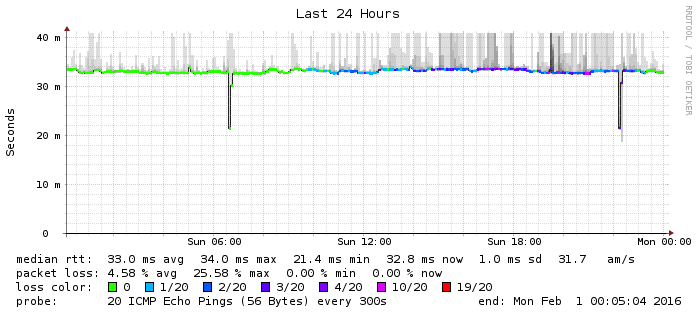 Last 24 Hours
RRDTOOL / TOBI OETIKER
Seconds
40 m
30 m
20 m
10 m
0
Sun 06:00 Sun 12:00 Sun 18:00 Mon 00:00
median rtt: 33.0 ms avg 34.0 ms max 21.4 ms min 32.8 ms now 1.0 ms sd 31.7 am/s
packet loss: 4.58 % avg 25.58 % max 0.00 % min 0.00 % now
loss color: 0 1/20 2/20 3/20 4/20 10/20 19/20
probe: 20 ICMP Echo Pings (56 Bytes) every 300s end: Mon Feb 1 00:05:04 2016